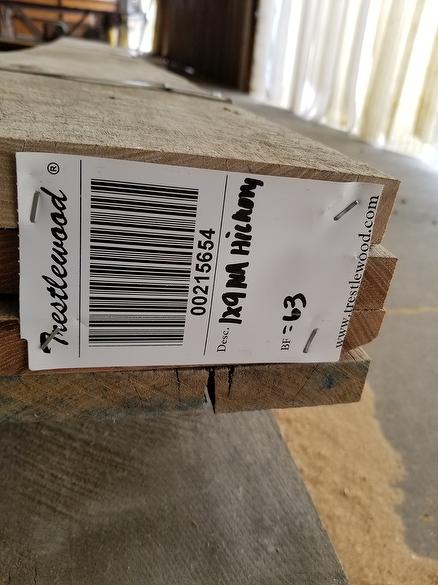 Trestlewood ®
00215654
Desc. 1x9 NA Hickory
BF = 63
www.trestlewood.com